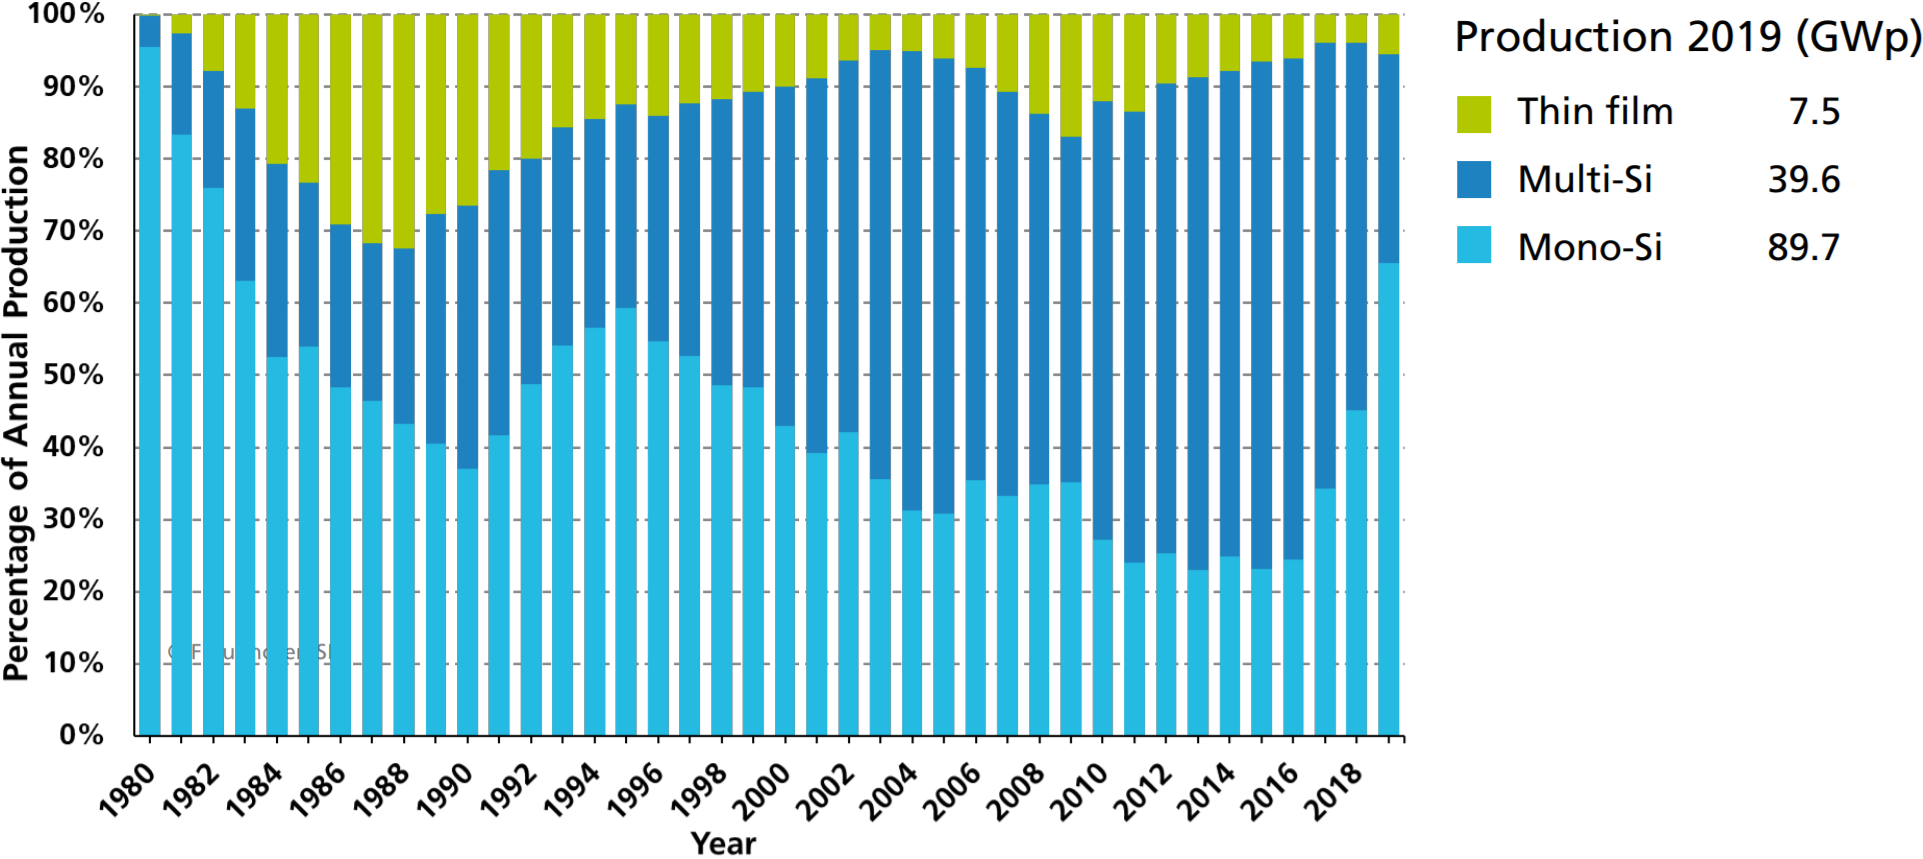 100%
90%
80%
70%
60%
50%
40%
30%
20%
10%
0%
Percentage of Annual Production
1980 1982 1984 1986 1988 1990 1992 1994 1996 1998 2000 2002 2004 2006 2008 2010 2012 2014 2016 2018
Year
Production 2019 (GWp)
Thin film 7.5
Multi-Si 39.6
Mono-Si 89.7